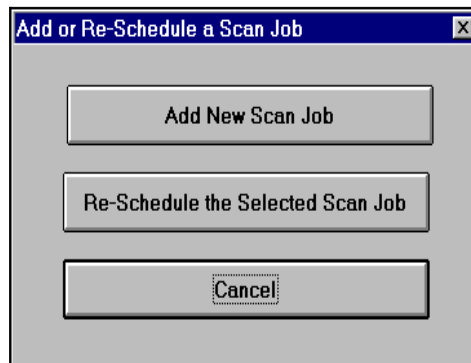 Add or Re-Schedule a Scan Job
Add New Scan Job
Re-Schedule the Selected Scan Job
Cancel